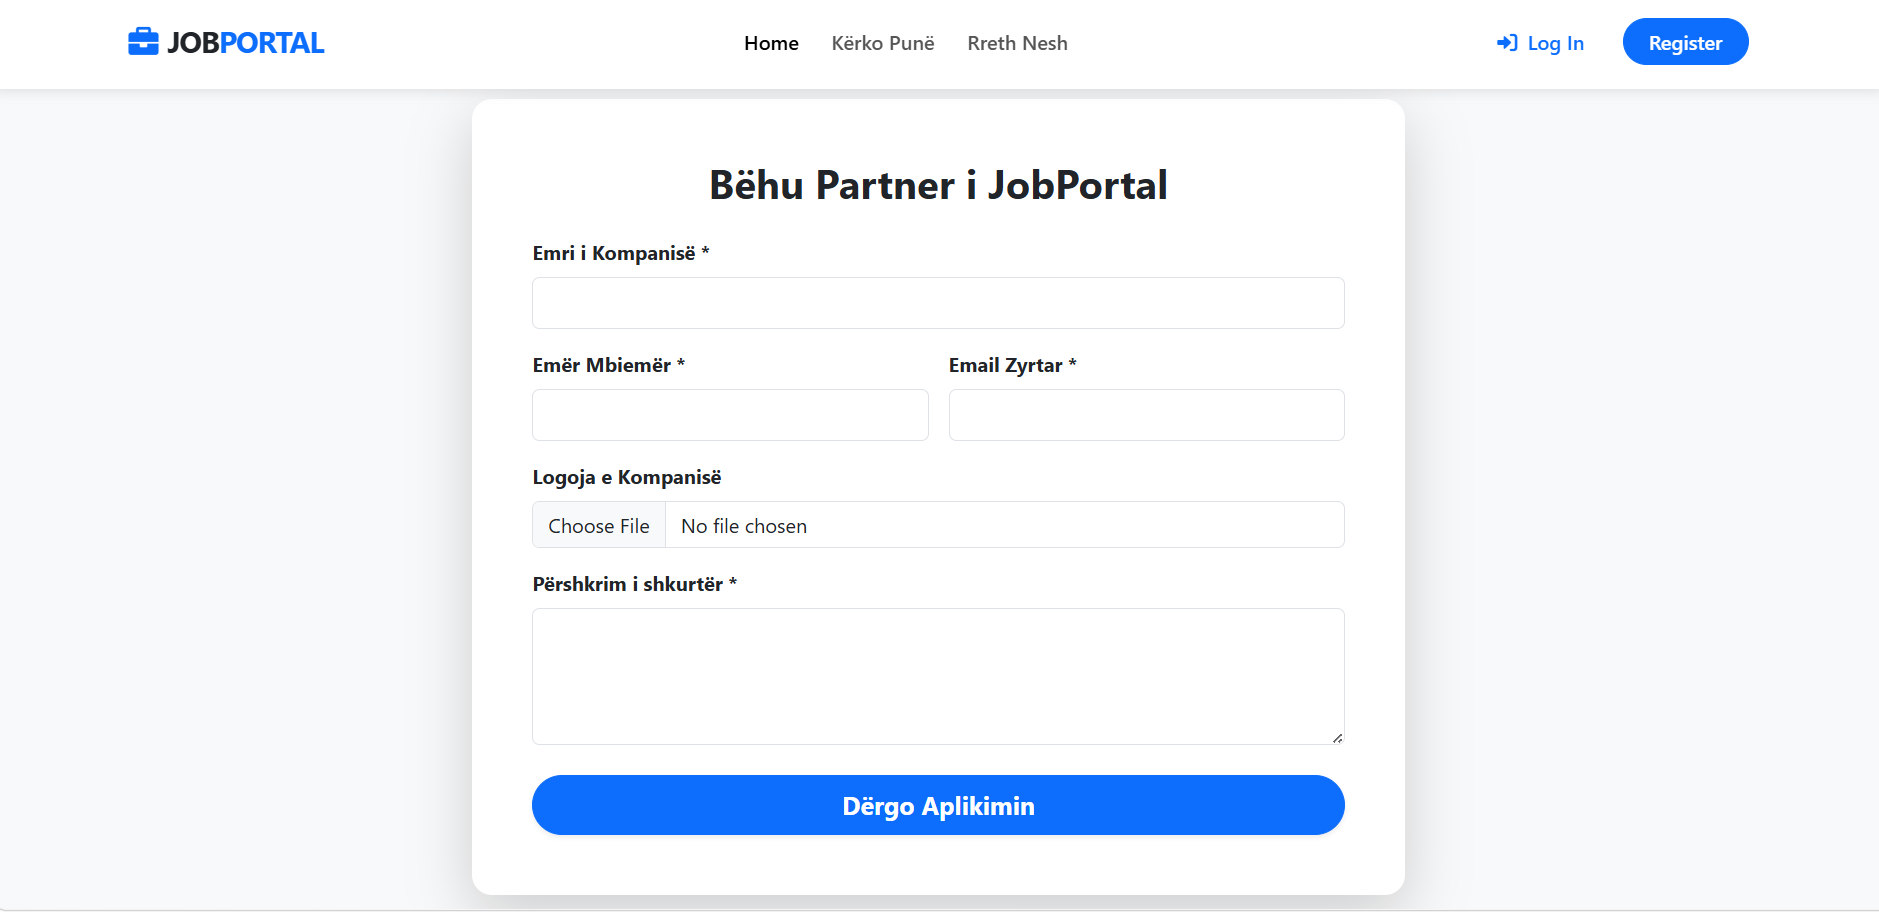 JOBPORTAL Home Kërko Punë Rreth Nesh Log In Register
Bëhu Partner i JobPortal
Emri i Kompanisë *
Emër Mbiemër * Email Zyrtar *
Logoja e Kompanisë
Choose File No file chosen
Përshkrim i shkurtër *
Dërgo Aplikimin